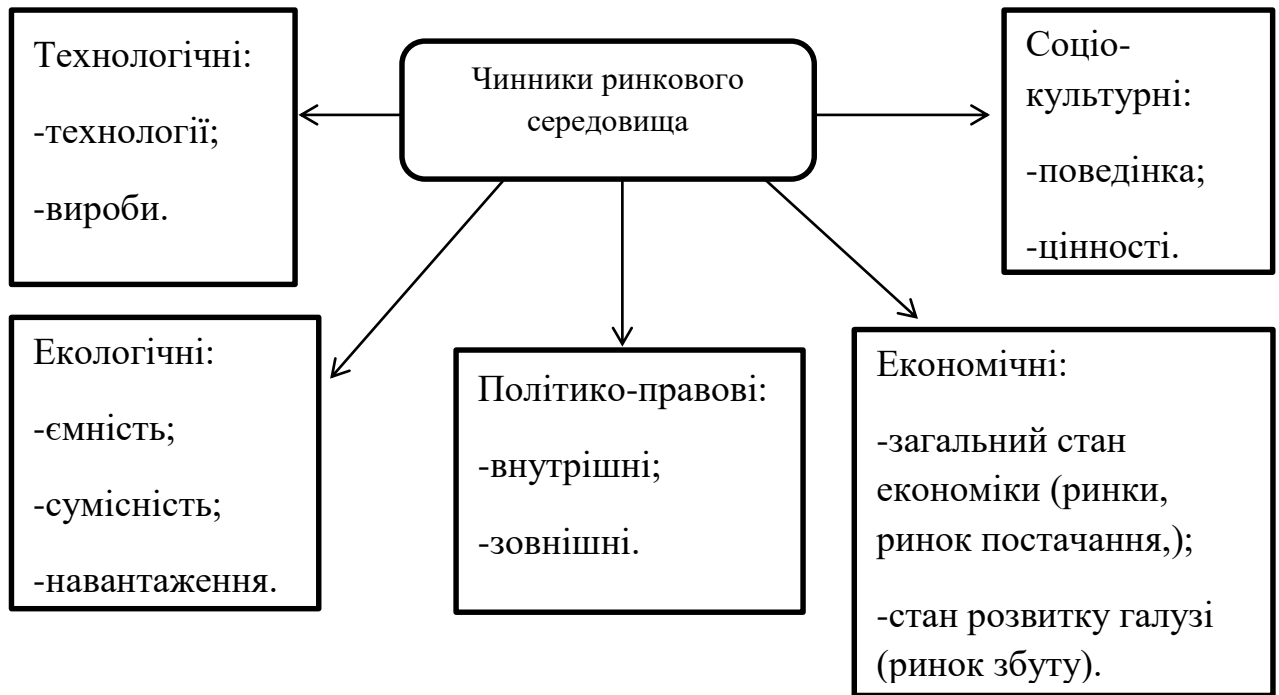 Чинники ринкового
середовища
Технологічні:
-технології;
-вироби.
Соціо-
культурні:
-поведінка;
-цінності.
Екологічні:
-ємність;
-сумісність;
-навантаження.
Політико-правові:
-внутрішні;
-зовнішні.
Економічні:
-загальний стан
економіки (ринки,
ринок постачання,);
-стан розвитку галузі
(ринок збуту).